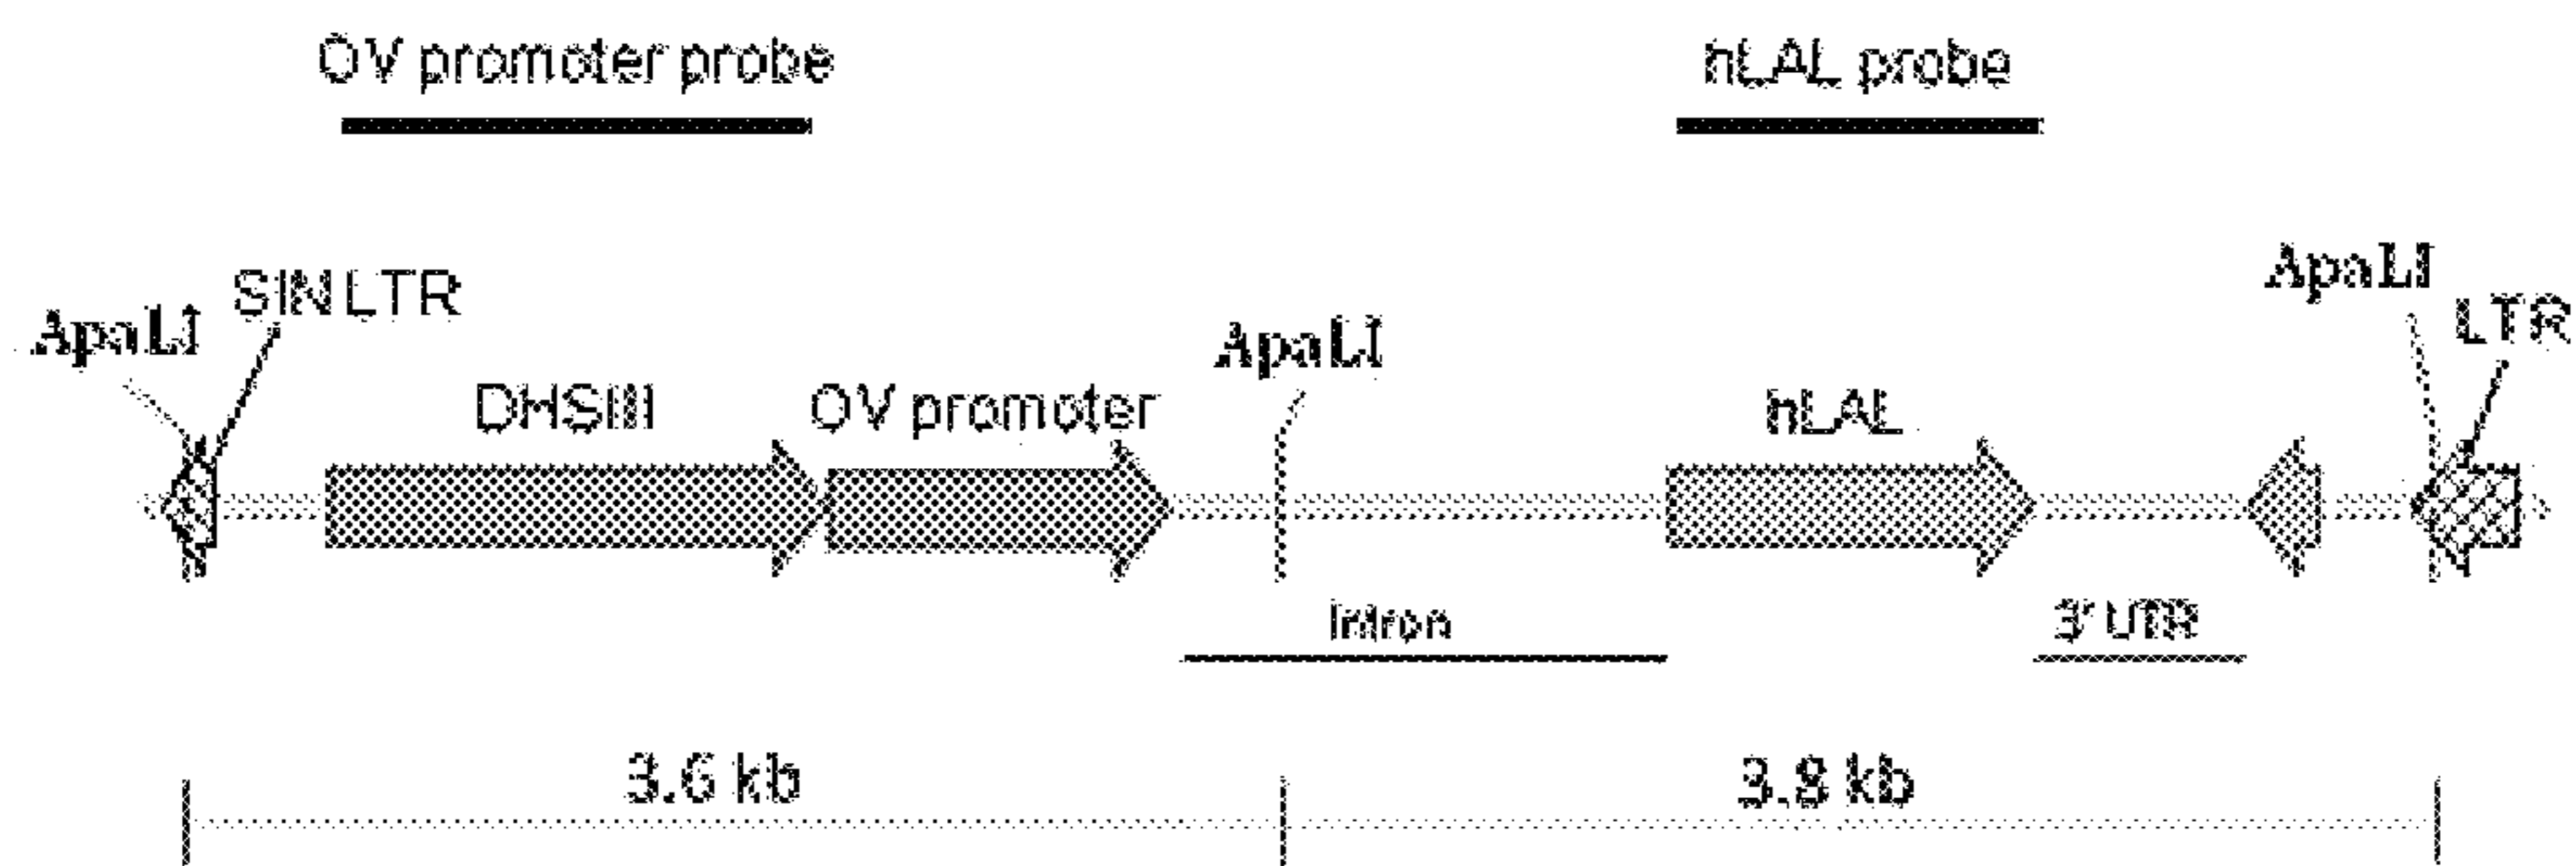 OV promoter probe
hLAL probe
ApaLI
SIN LTR
ApaLI
ApaLI
LTR
DHSIII
OV promoter
hLAL
Intron
3' UTR
3.6 kb
3.8 kb